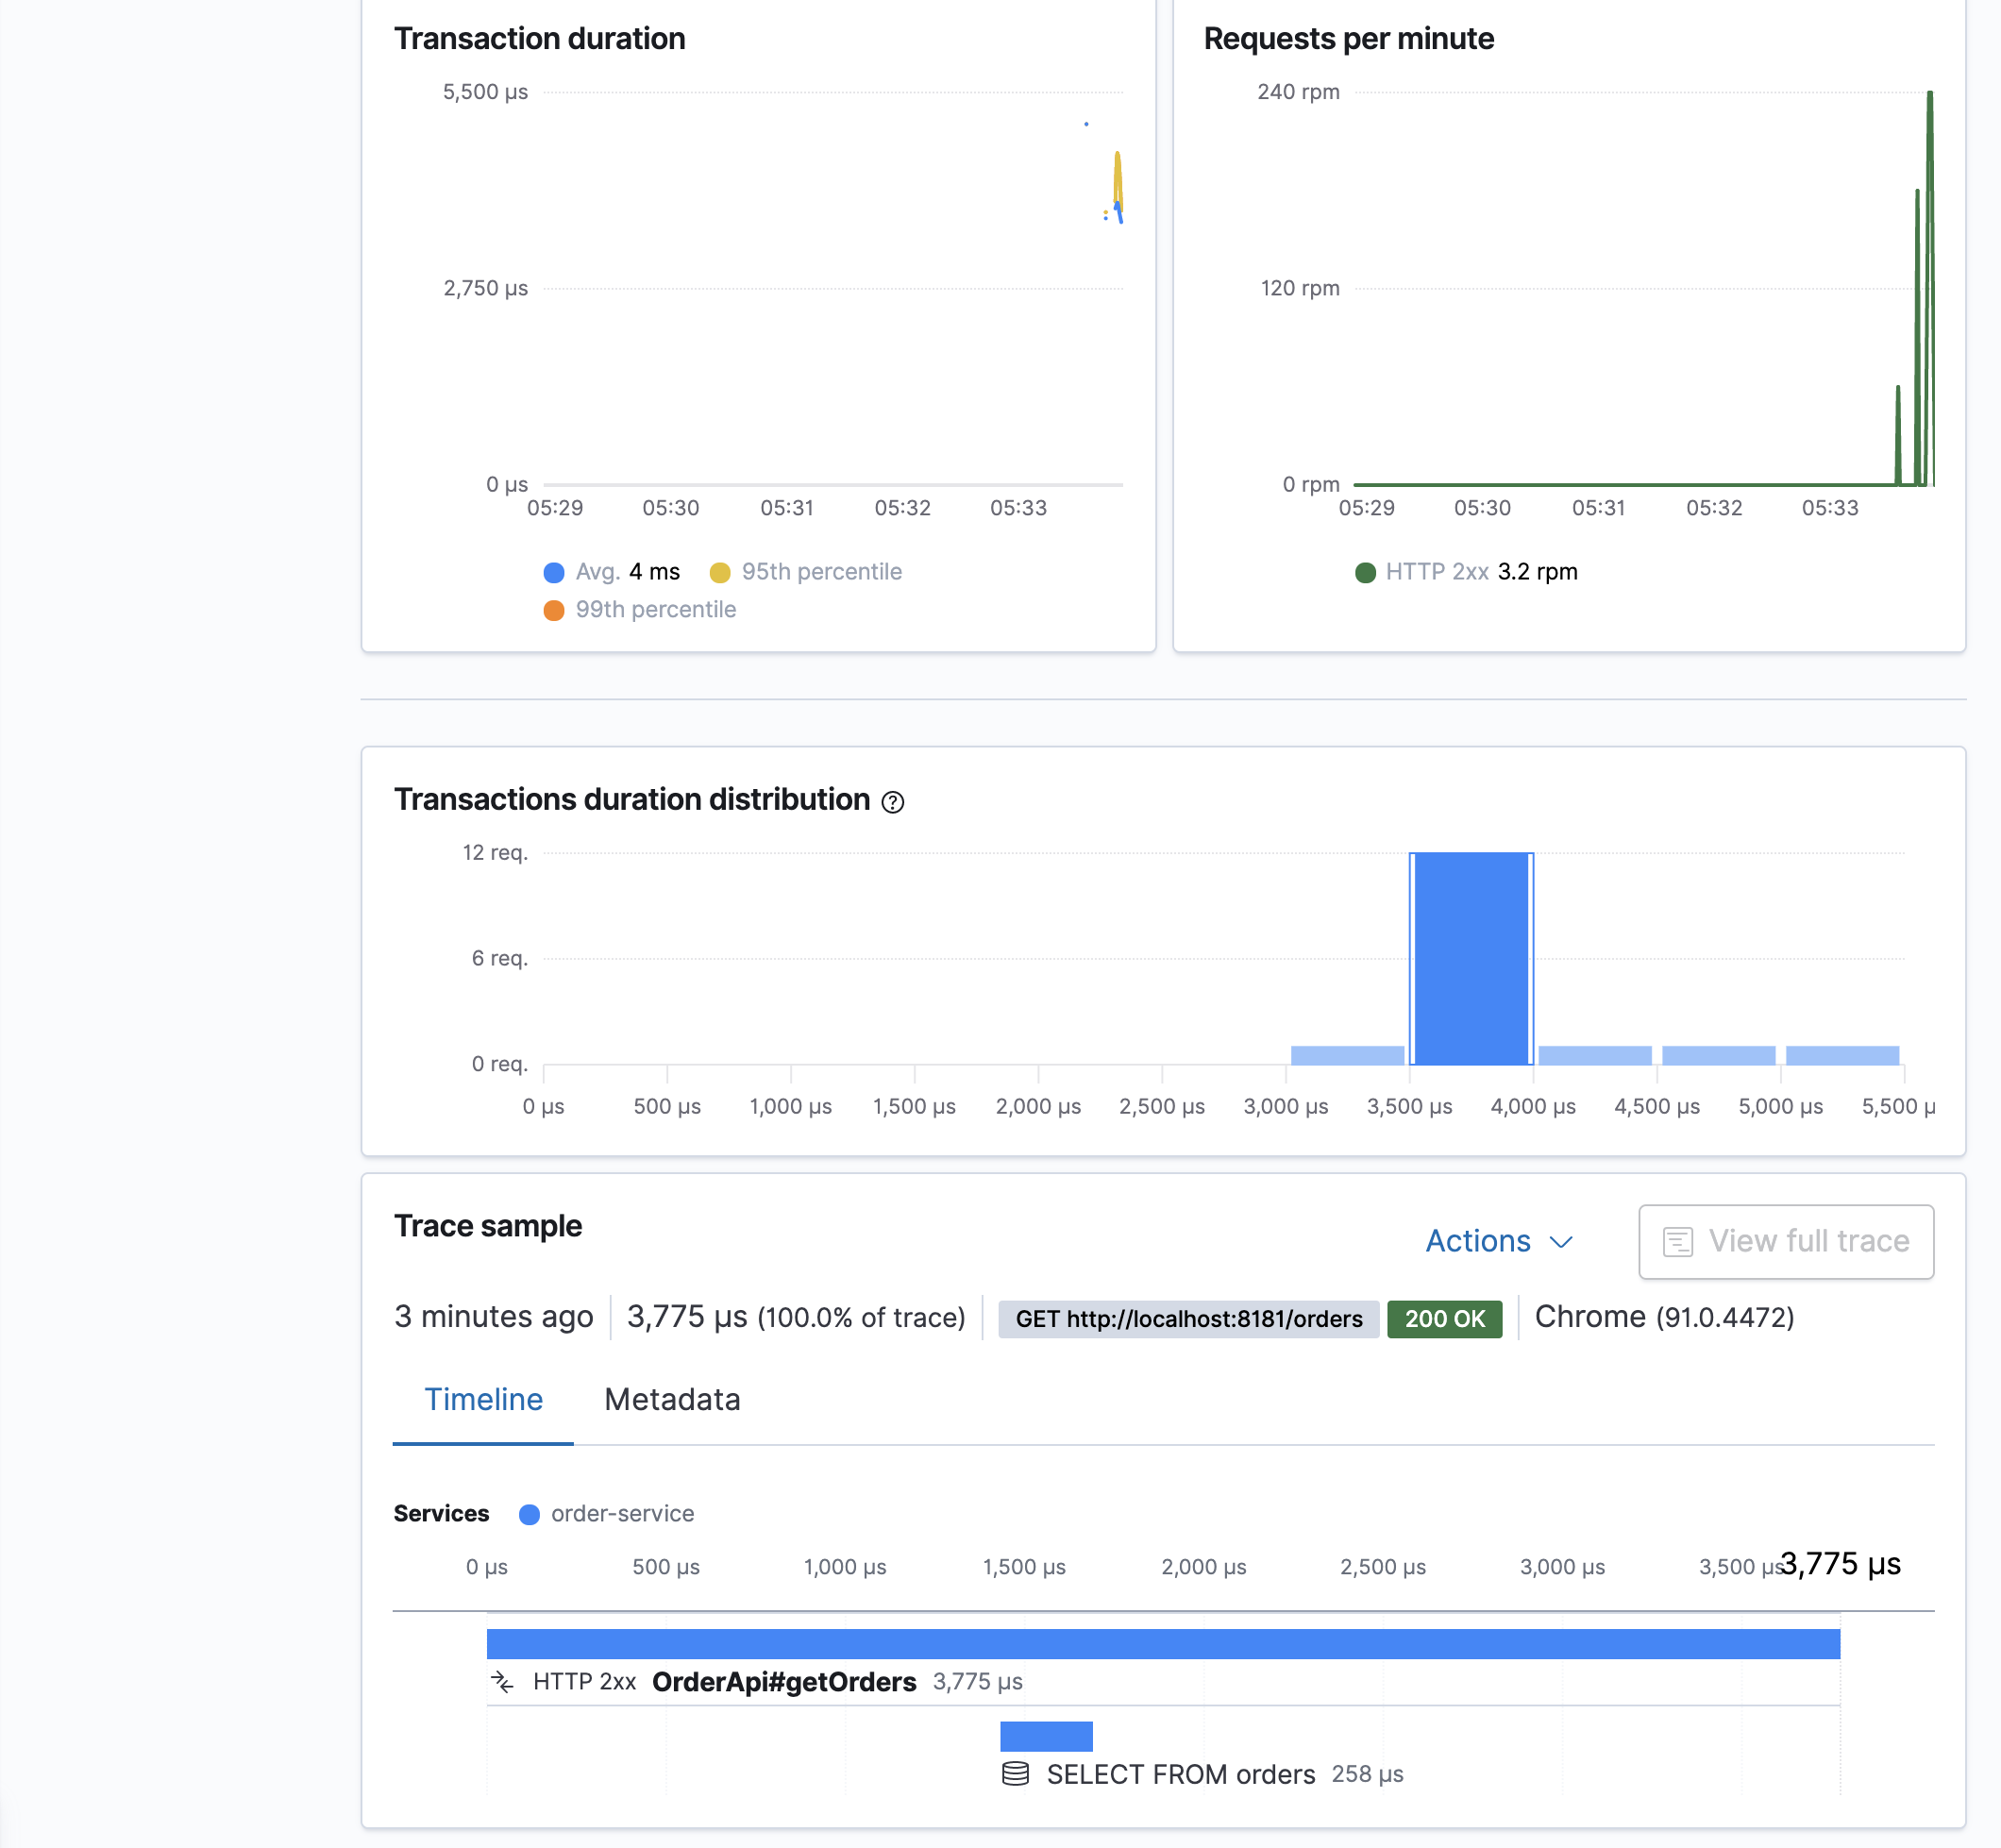 Transaction duration
5,500 µs
2,750 µs
0 µs
05:29 05:30 05:31 05:32 05:33
Avg. 4 ms 95th percentile
99th percentile
Requests per minute
240 rpm
120 rpm
0 rpm
05:29 05:30 05:31 05:32 05:33
HTTP 2xx 3.2 rpm
Transactions duration distribution ?
12 req.
6 req.
0 req.
0 µs 500 µs 1,000 µs 1,500 µs 2,000 µs 2,500 µs 3,000 µs 3,500 µs 4,000 µs 4,500 µs 5,000 µs 5,500 µ
Trace sample
Actions
View full trace
3 minutes ago 3,775 µs (100.0% of trace) GET http://localhost:8181/orders 200 OK Chrome (91.0.4472)
Timeline Metadata
Services order-service
0 µs 500 µs 1,000 µs 1,500 µs 2,000 µs 2,500 µs 3,000 µs 3,500 µs 3,775 µs
HTTP 2xx OrderApi#getOrders 3,775 µs
SELECT FROM orders 258 µs